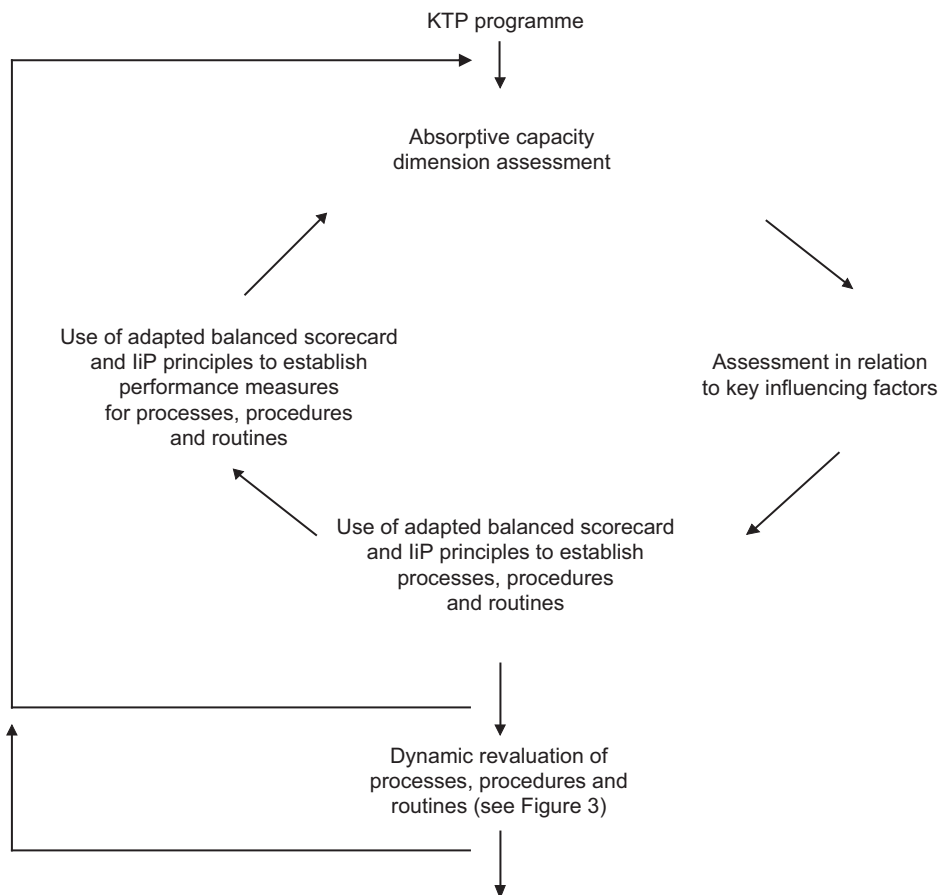 KTP programme
Absorptive capacity
dimension assessment
Use of adapted balanced scorecard
and IiP principles to establish
performance measures
for processes, procedures
and routines
Assessment in relation
to key influencing factors
Use of adapted balanced scorecard
and IiP principles to establish
processes, procedures
and routines
Dynamic revaluation of
processes, procedures and
routines (see Figure 3)